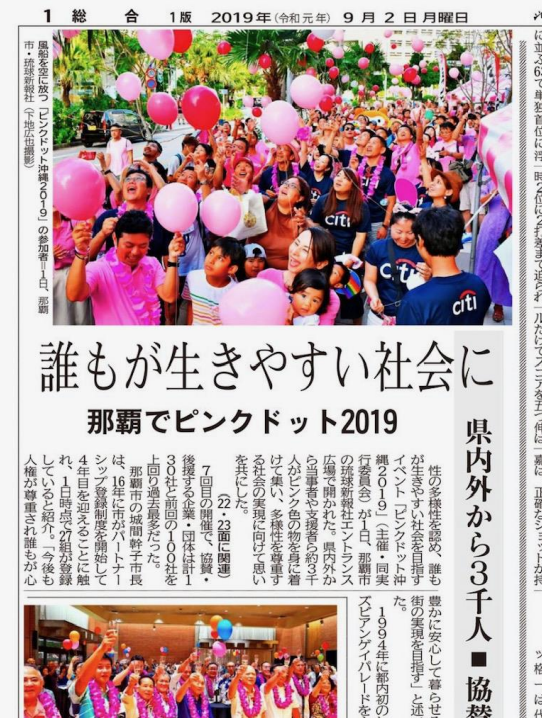 1 総合 1版 2019年(令和元年)9月2日月曜日
風船を空に放つ「ピンクドット沖縄2019」の参加者=1日、那覇
市・琉球新報社(下地広也撮影)
citi
citi
citi
citi
誰もが生きやすい社会に
那覇でピンクドット2019
県内外から3千人■協賛
性の多様性を認め、誰も
が生きやすい社会を目指す
イベント「ピンクドット沖
縄2019」(主催・同実
行委員会)が1日、那覇市
の琉球新報社エントランス
広場で開かれた。県内外か
ら当事者や支援者ら約3千
人がピンク色の物を身に着
けて集い、多様性を尊重す
る社会の実現に向けて思い
を共にした。
(22・23面に関連)
7回目の開催で、協賛・
後援する企業・団体は計1
30社と前回の100社を
上回り過去最多だった。
那覇市の城間幹子市長
は、16年に市がパートナー
シップ登録制度を開始して
4年目を迎えることに触
れ、1日時点で27組が登録
していると紹介。「今後も
人権が尊重され誰もが心
豊かに安心して暮らせ
街の実現を目指す」と述
た。
1994年に都内初の
ズビアンゲイパレードを